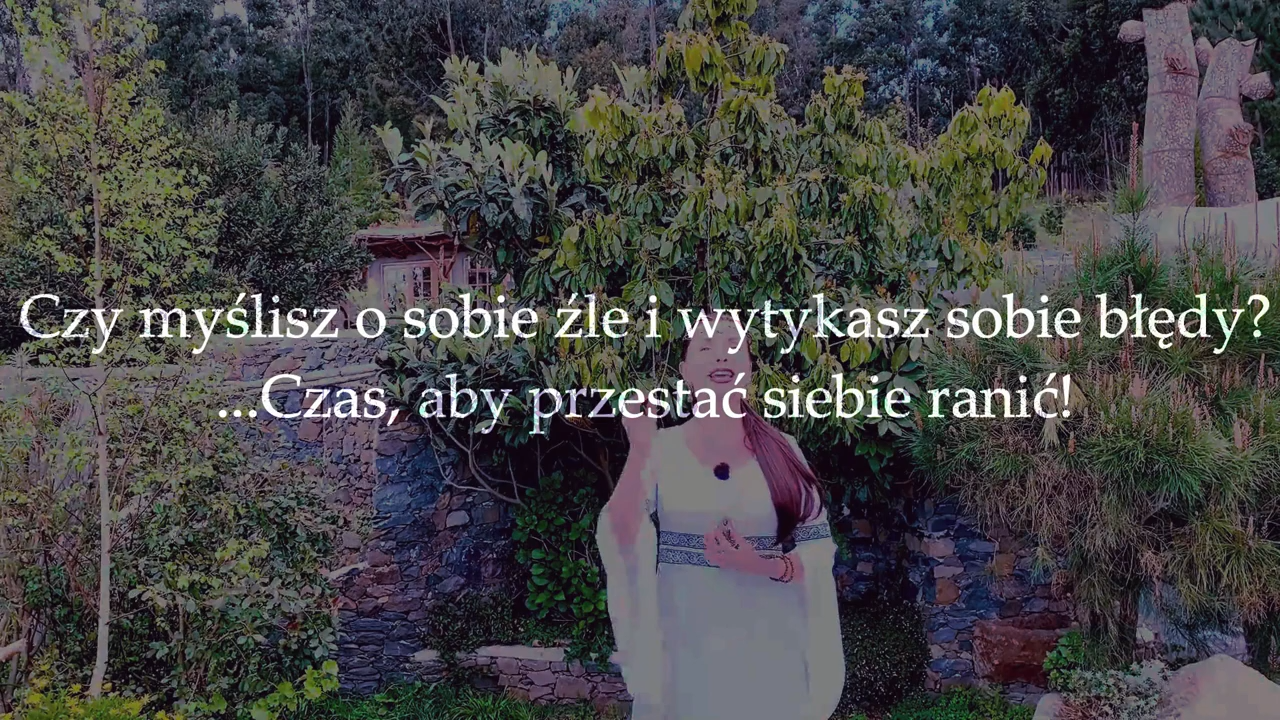 Czy myślisz o sobie źle i wytykasz sobie błędy?
...Czas, aby przestać siebie ranić!